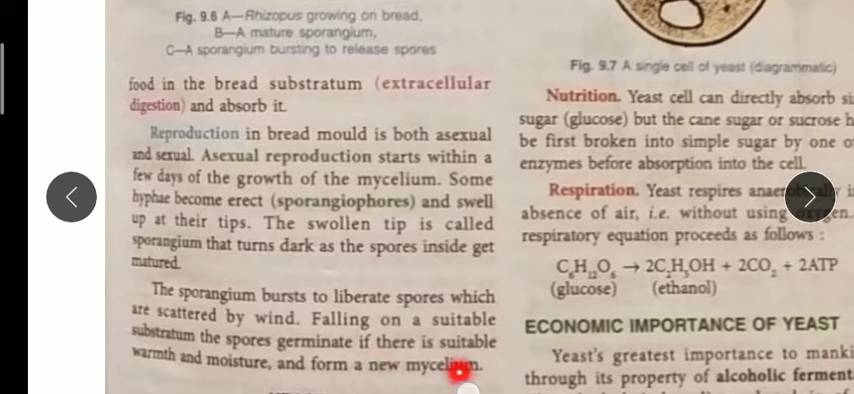 Fig. 9.6 A—Rhizopus growing on bread,
B—A mature sporangium,
C—A sporangium bursting to release spores
food in the bread substratum (extracellular
digestion) and absorb it.
Reproduction in bread mould is both asexual
and sexual. Asexual reproduction starts within a
few days of the growth of the mycelium. Some
hyphae become erect (sporangiophores) and swell
up at their tips. The swollen tip is called
sporangium that turns dark as the spores inside get
matured.
The sporangium bursts to liberate spores which
are scattered by wind. Falling on a suitable
substratum the spores germinate if there is suitable
warmth and moisture, and form a new mycelium.
Fig. 9.7 A single cell of yeast (diagrammatic)
Nutrition. Yeast cell can directly absorb
sugar (glucose) but the cane sugar or sucrose
be first broken into simple sugar by one
enzymes before absorption into the cell.
Respiration. Yeast respires anaerobically
absence of air, i.e. without using oxygen.
respiratory equation proceeds as follows :
C₆H₁₂O₆ → 2C₂H₅OH + 2CO₂ + 2ATP
(glucose) (ethanol)
ECONOMIC IMPORTANCE OF YEAST
Yeast's greatest importance to
through its property of alcoholic